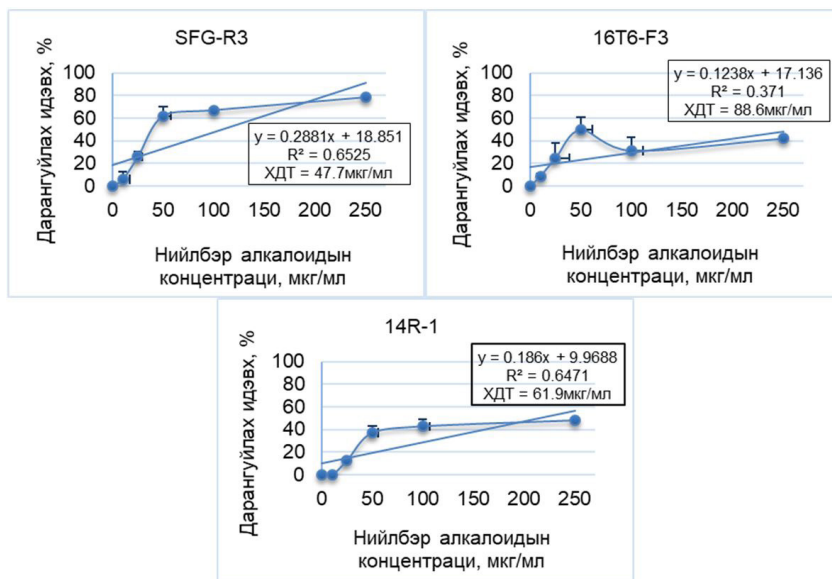 SFG-R3
Дарангуйлах идэвх, %
100
80
60
40
20
0
y = 0.2881x + 18.851
R² = 0.6525
ХДТ = 47.7мкг/мл
0 50 100 150 200 250
Нийлбэр алкалоидын
концентраци, мкг/мл
16T6-F3
Дарангуйлах идэвх, %
100
80
60
40
20
0
y = 0.1238x + 17.136
R² = 0.371
ХДТ = 88.6мкг/мл
0 50 100 150 200 250
Нийлбэр алкалоидын
концентраци, мкг/мл
14R-1
Дарангуйлах идэвх, %
100
80
60
40
20
0
y = 0.186x + 9.9688
R² = 0.6471
ХДТ = 61.9мкг/мл
0 50 100 150 200 250
Нийлбэр алкалоидын
концентраци, мкг/мл